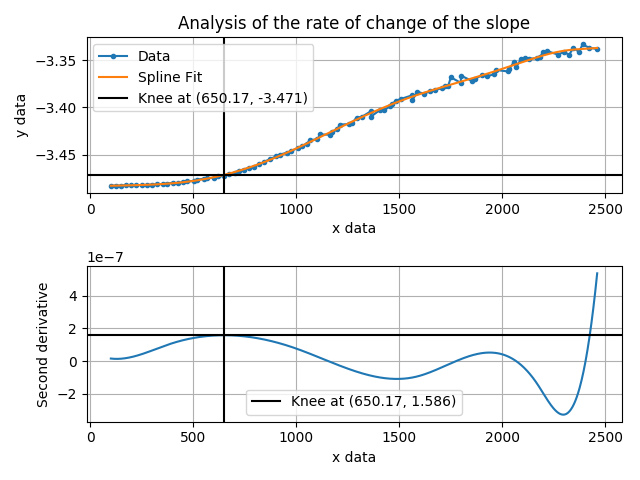 Analysis of the rate of change of the slope
Data
Spline Fit
Knee at (650.17, -3.471)
y data
−3.35
−3.40
−3.45
0 500 1000 1500 2000 2500
x data
1e−7
Second derivative
4
2
0
−2
Knee at (650.17, 1.586)
0 500 1000 1500 2000 2500
x data